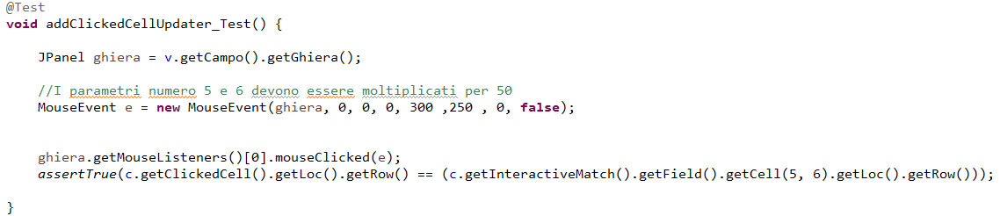 @Test
void addClickedCellUpdater_Test() {
JPanel ghiera = v.getCampo().getGhiera();
//I parametri numero 5 e 6 devono essere moltiplicati per 50
MouseEvent e = new MouseEvent(ghiera, 0, 0, 0, 300 ,250 , 0, false);
ghiera.getMouseListeners()[0].mouseClicked(e);
assertTrue(c.getClickedCell().getLoc().getRow() == (c.getInteractiveMatch().getField().getCell(5, 6).getLoc().getRow()));
}